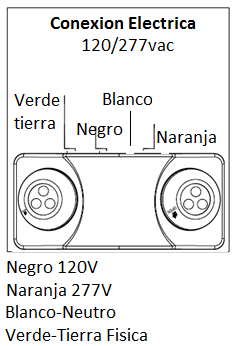 Conexion Electrica
120/277vac
Verde
tierra
Blanco
Negro
Naranja
Negro 120V
Naranja 277V
Blanco-Neutro
Verde-Tierra Fisica